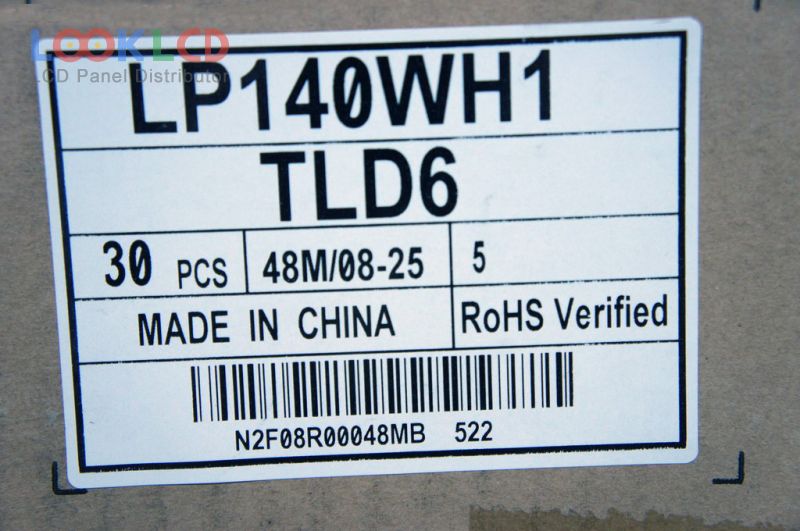 LOOKLCD
LCD Panel Distributor
LP140WH1
TLD6
30 PCS 48M/08-25 5
MADE IN CHINA RoHS Verified
N2F08R00048MB 522